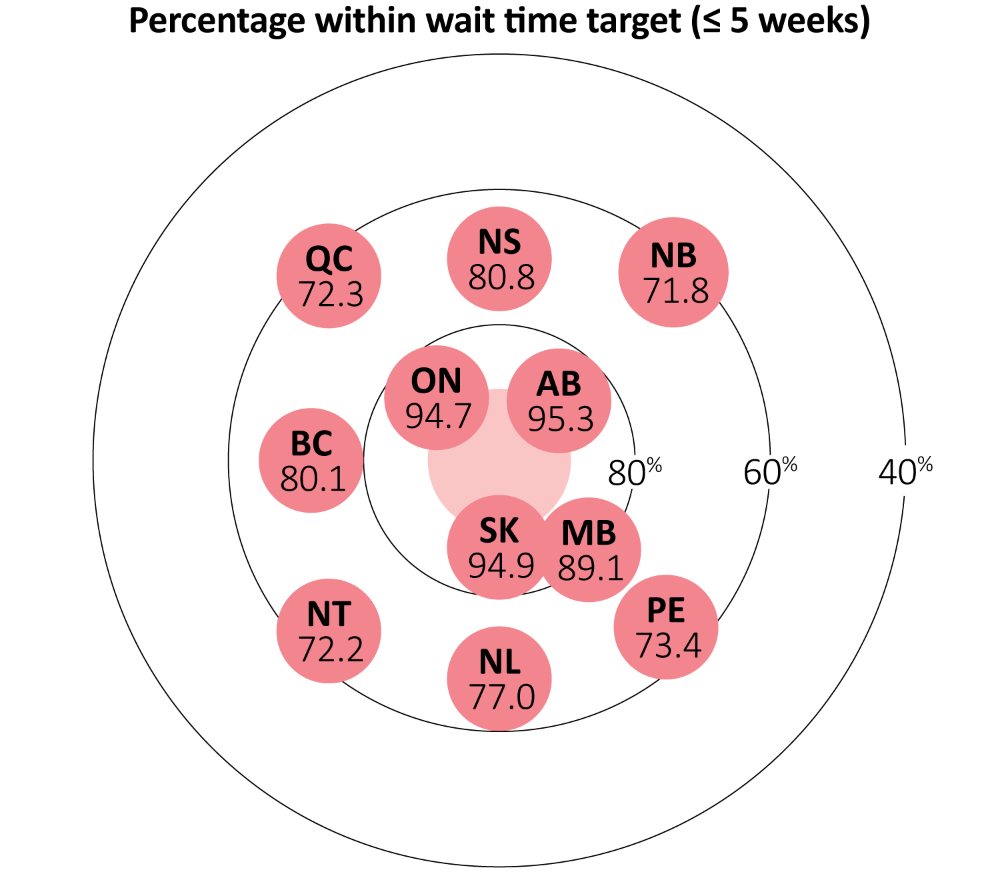 Percentage within wait time target (≤ 5 weeks)
NS
80.8
NB
71.8
QC
72.3
ON
94.7
AB
95.3
BC
80.1
80%
60%
40%
SK
94.9
MB
89.1
NT
72.2
PE
73.4
NL
77.0